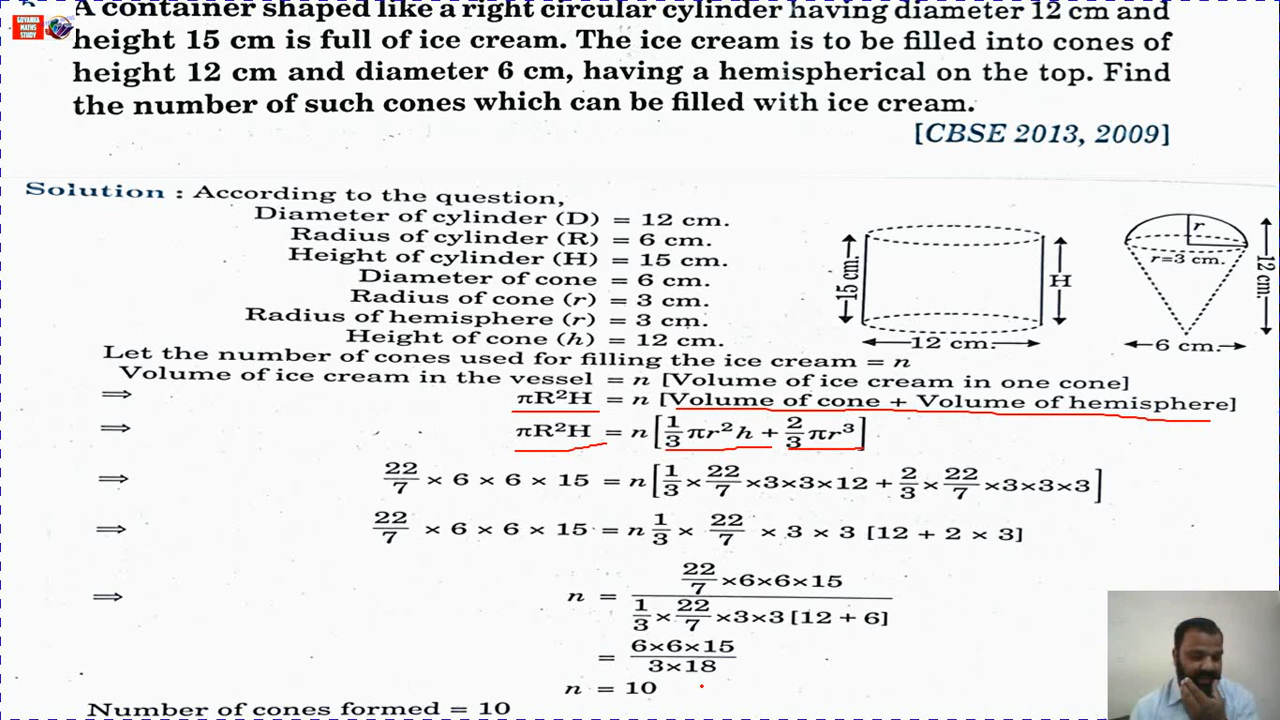 GOYANKA
MATHS
STUDY
A container shaped like a right circular cylinder having diameter 12 cm and
height 15 cm is full of ice cream. The ice cream is to be filled into cones of
height 12 cm and diameter 6 cm, having a hemispherical on the top. Find
the number of such cones which can be filled with ice cream.
[CBSE 2013, 2009]
Solution : According to the question,
Diameter of cylinder (D) = 12 cm.
Radius of cylinder (R) = 6 cm.
Height of cylinder (H) = 15 cm.
Diameter of cone = 6 cm.
Radius of cone (r) = 3 cm.
Radius of hemisphere (r) = 3 cm.
Height of cone (h) = 12 cm.
15 cm.
H
12 cm.
r
r=3 cm.
12 cm.
6 cm.
Let the number of cones used for filling the ice cream = n
Volume of ice cream in the vessel = n [Volume of ice cream in one cone]
⇒ πR²H = n [Volume of cone + Volume of hemisphere]
⇒ πR²H = n [1/3 πr²h + 2/3 πr³]
⇒ 22/7 × 6 × 6 × 15 = n [1/3 × 22/7 ×3×3×12 + 2/3 × 22/7 ×3×3×3]
⇒ 22/7 × 6 × 6 × 15 = n 1/3 × 22/7 × 3 × 3 [12 + 2 × 3]
⇒ n = (22/7 ×6×6×15) / (1/3 × 22/7 ×3×3 [12 + 6])
= (6×6×15) / (3×18)
n = 10
Number of cones formed = 10